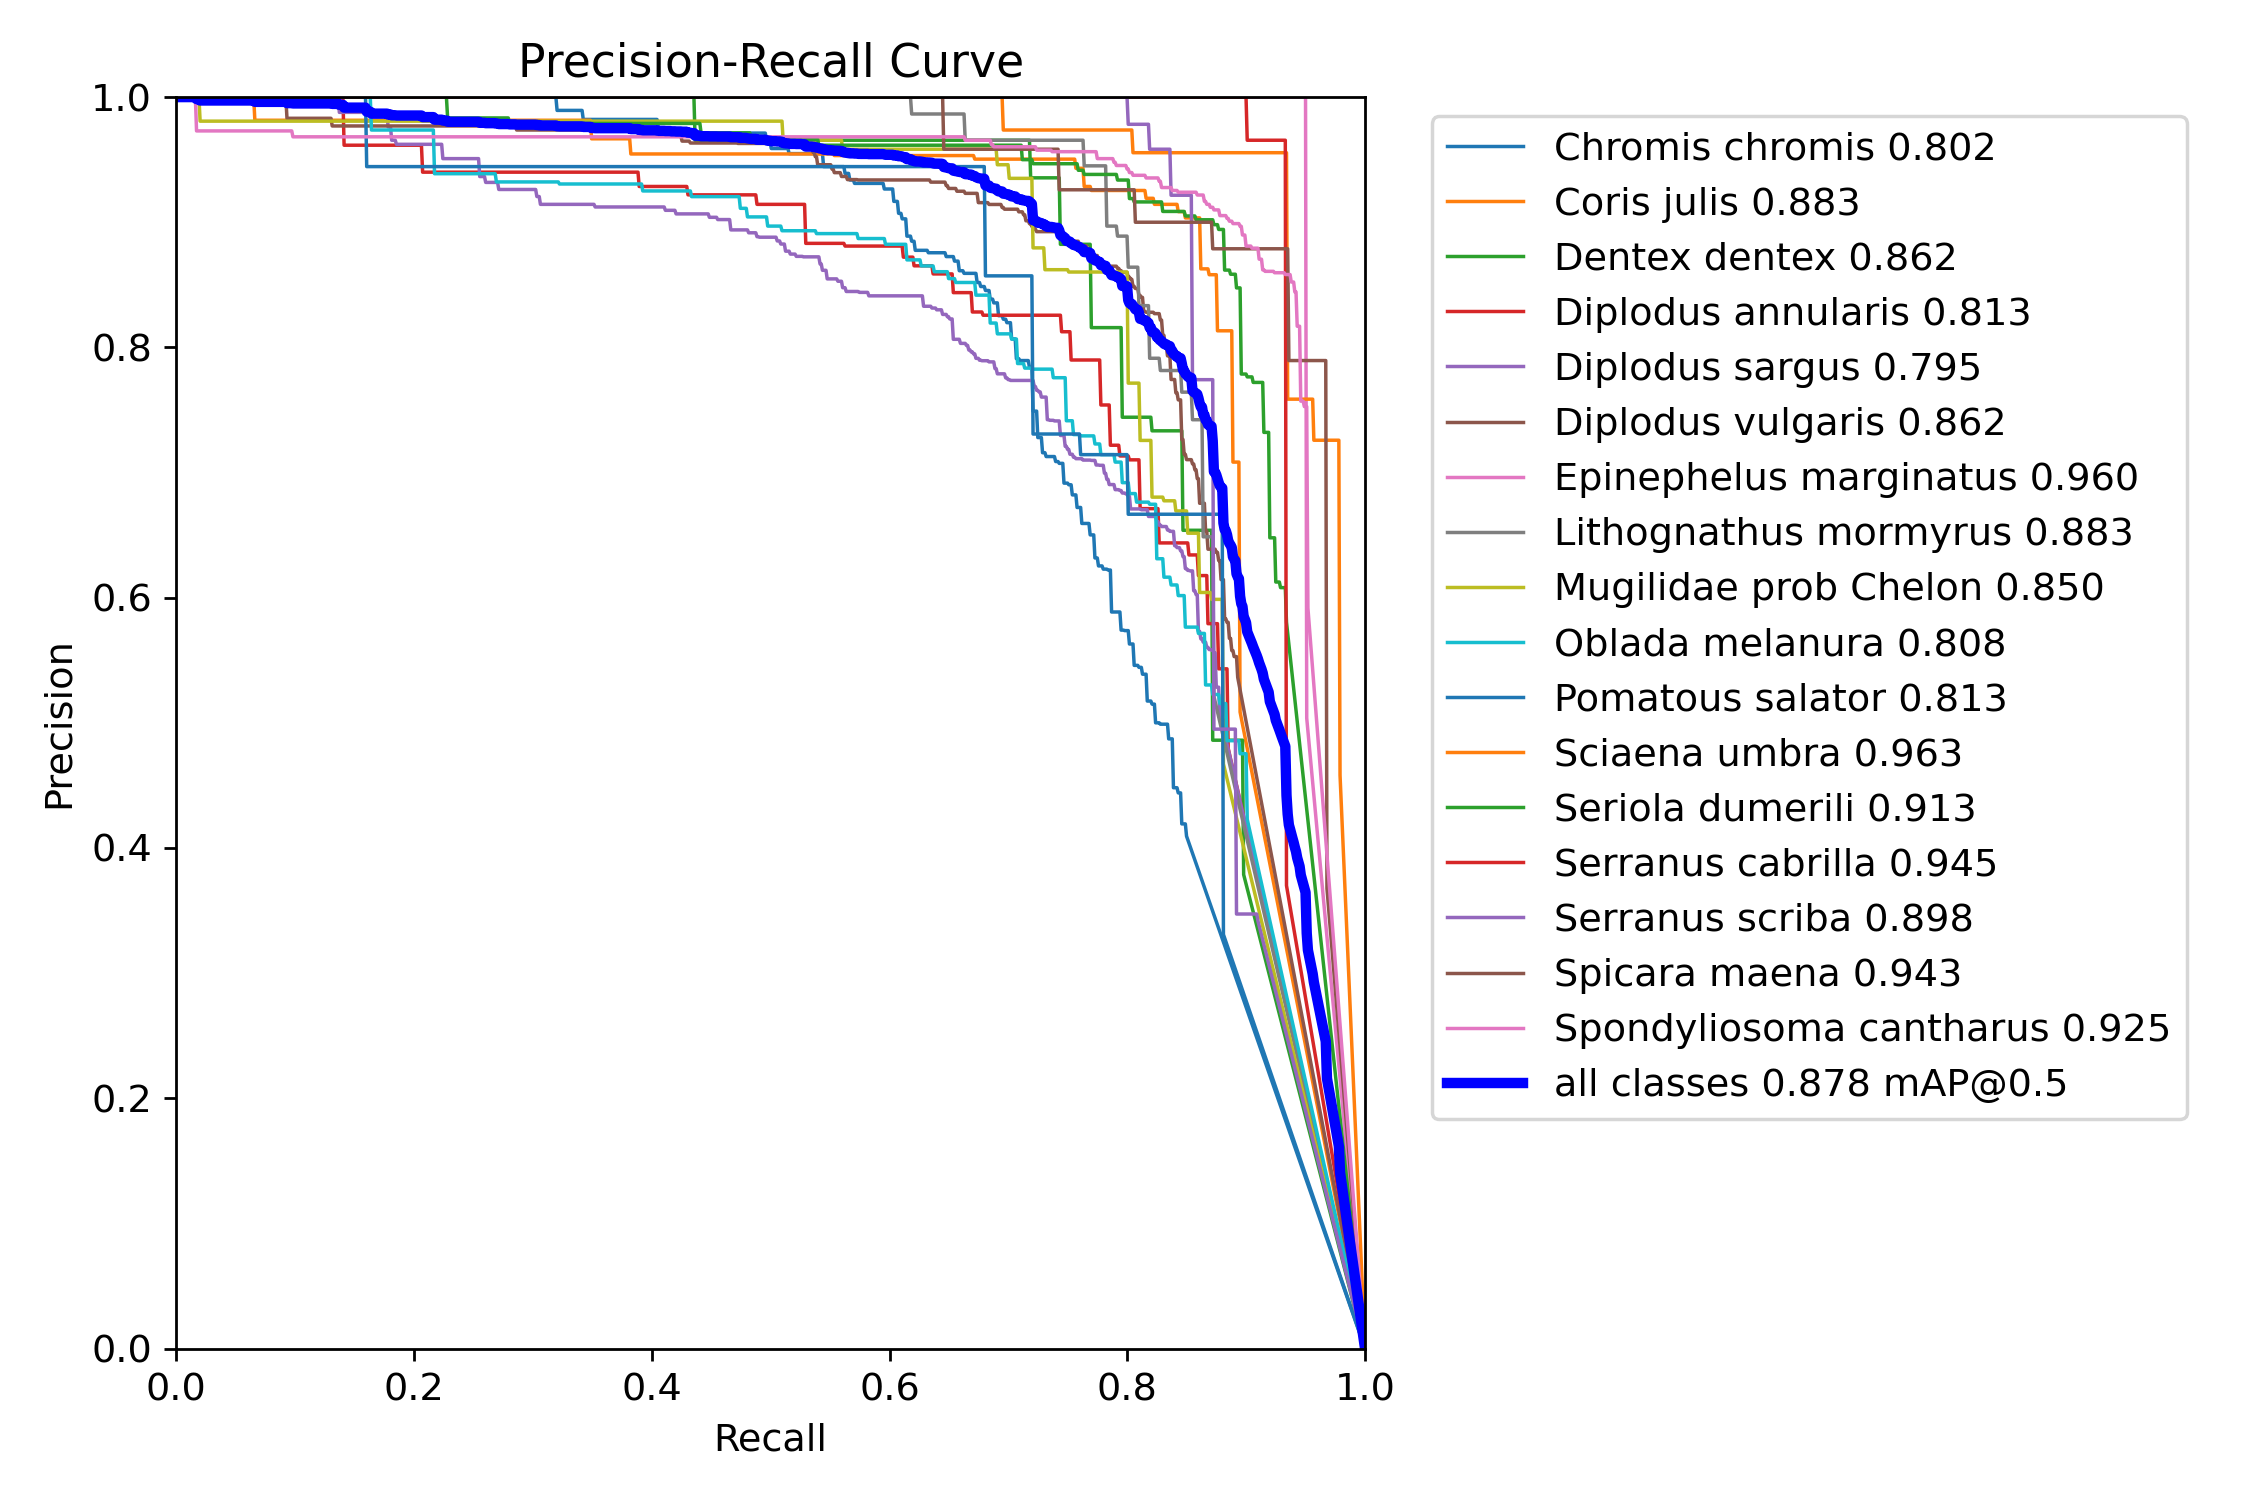 Precision-Recall Curve
1.0
0.8
0.6
0.4
0.2
0.0
Precision
0.0 0.2 0.4 0.6 0.8 1.0
Recall
Chromis chromis 0.802
Coris julis 0.883
Dentex dentex 0.862
Diplodus annularis 0.813
Diplodus sargus 0.795
Diplodus vulgaris 0.862
Epinephelus marginatus 0.960
Lithognathus mormyrus 0.883
Mugilidae prob Chelon 0.850
Oblada melanura 0.808
Pomatous salator 0.813
Sciaena umbra 0.963
Seriola dumerili 0.913
Serranus cabrilla 0.945
Serranus scriba 0.898
Spicara maena 0.943
Spondyliosoma cantharus 0.925
all classes 0.878 mAP@0.5